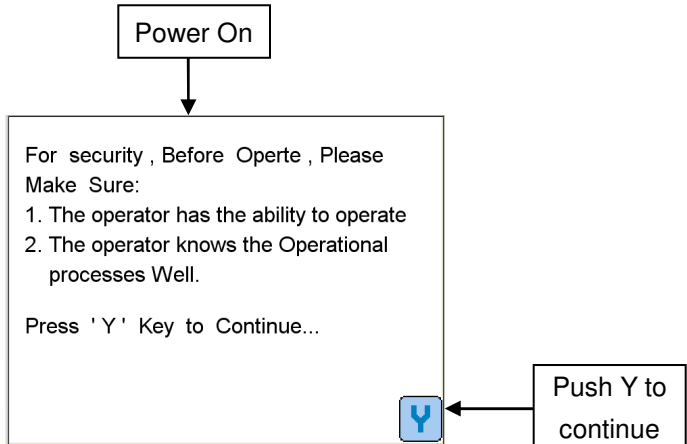 Power On
For security , Before Operte , Please
Make Sure:
1. The operator has the ability to operate
2. The operator knows the Operational
processes Well.
Press ' Y ' Key to Continue...
Y
Push Y to
continue